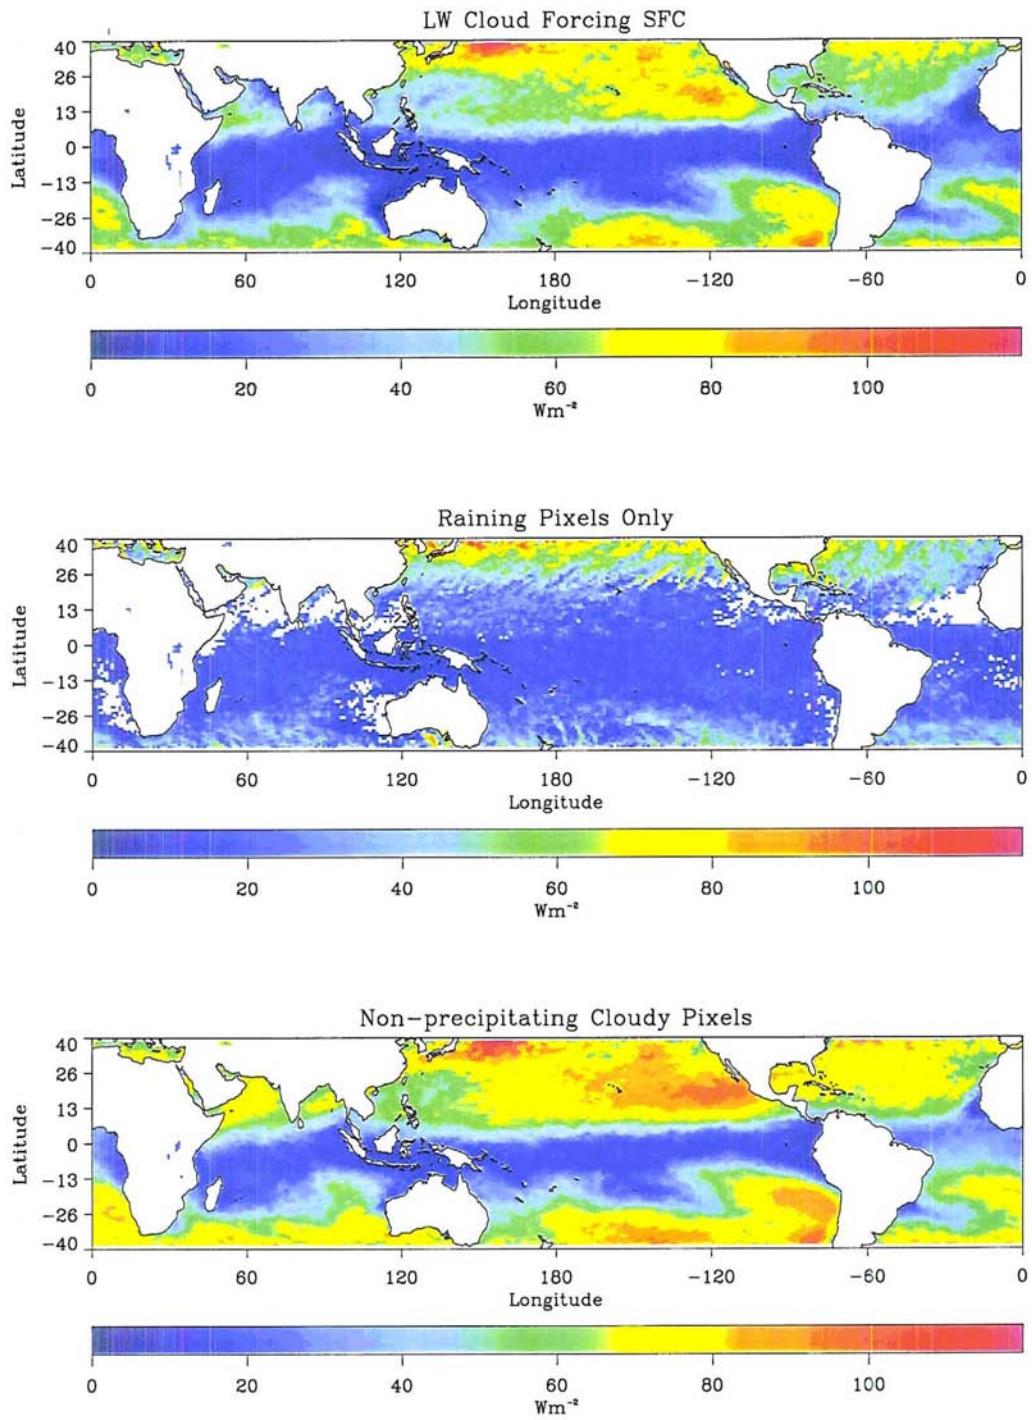 LW Cloud Forcing SFC
Latitude
40
26
13
0
−13
−26
−40
0 60 120 180 −120 −60 0
Longitude
0 20 40 60 80 100
Wm⁻²
Raining Pixels Only
Latitude
40
26
13
0
−13
−26
−40
0 60 120 180 −120 −60 0
Longitude
0 20 40 60 80 100
Wm⁻²
Non−precipitating Cloudy Pixels
Latitude
40
26
13
0
−13
−26
−40
0 60 120 180 −120 −60 0
Longitude
0 20 40 60 80 100
Wm⁻²